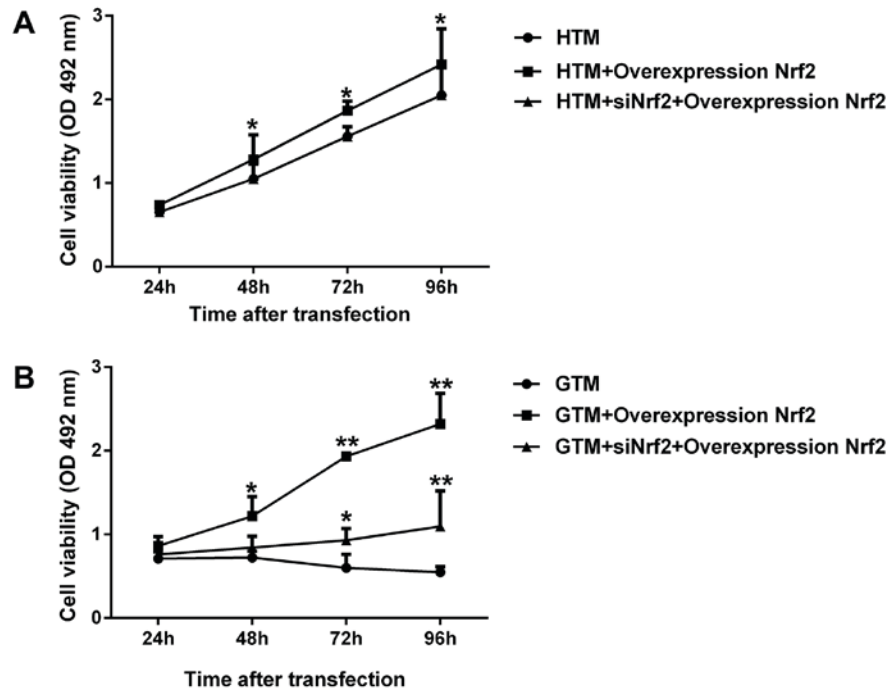 A
Cell viability (OD 492 nm)
3
2
1
0
*
*
*
24h 48h 72h 96h
Time after transfection
HTM
HTM+Overexpression Nrf2
HTM+siNrf2+Overexpression Nrf2
B
Cell viability (OD 492 nm)
3
2
1
0
*
**
**
*
**
24h 48h 72h 96h
Time after transfection
GTM
GTM+Overexpression Nrf2
GTM+siNrf2+Overexpression Nrf2